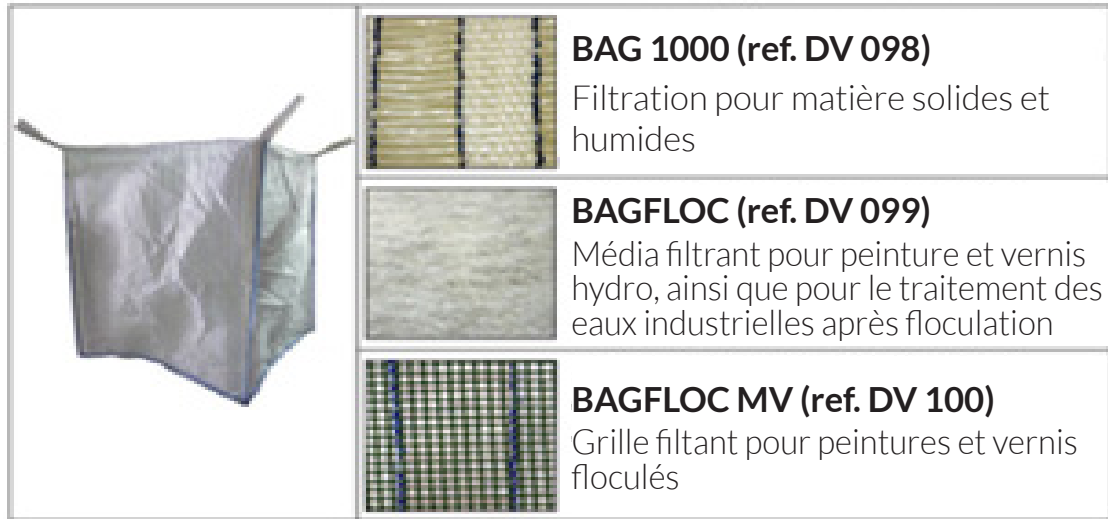 BAG 1000 (ref. DV 098)
Filtration pour matière solides et
humides
BAGFLOC (ref. DV 099)
Média filtrant pour peinture et vernis
hydro, ainsi que pour le traitement des
eaux industrielles après floculation
BAGFLOC MV (ref. DV 100)
Grille filtant pour peintures et vernis
floculés